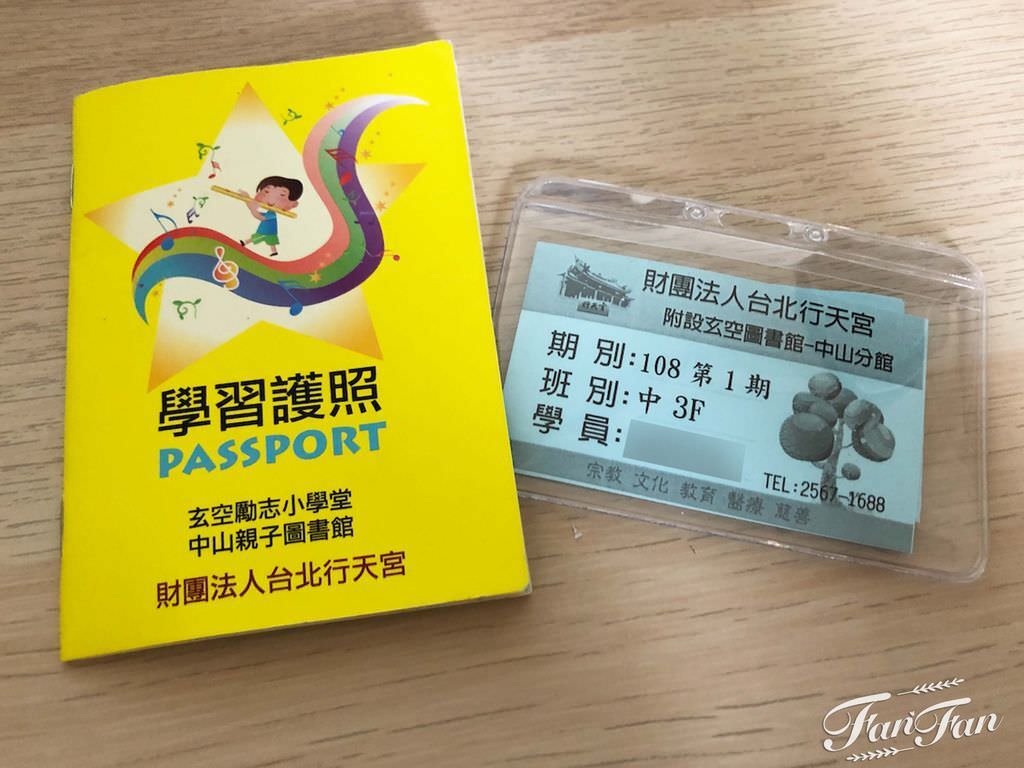 學習護照
PASSPORT
玄空勵志小學堂
中山親子圖書館
財團法人台北行天宮
財團法人台北行天宮
附設玄空圖書館-中山分館
期 別:108 第 1 期
班 別:中 3F
學 員:
TEL:2567-1688
宗教 文化 教育 醫療 慈善
FanFan